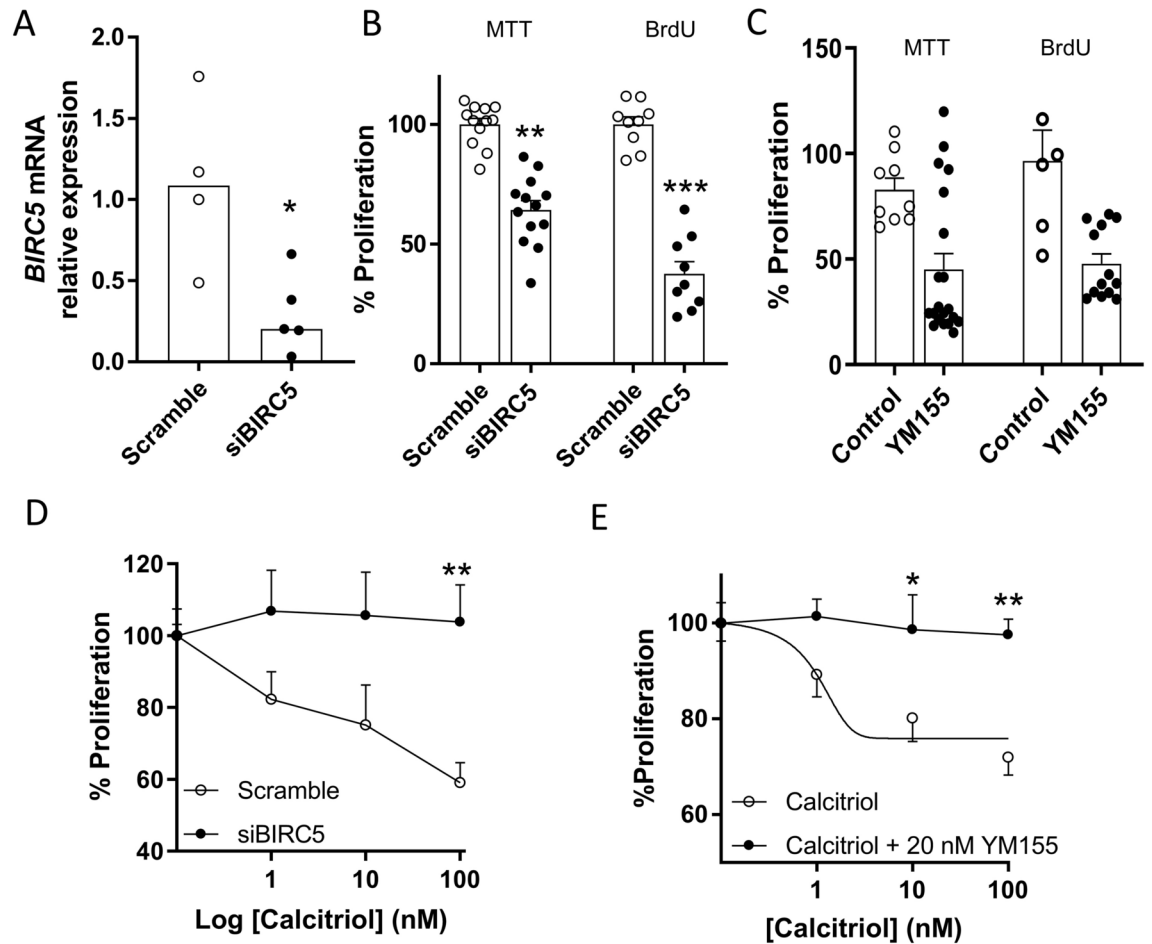 A
BIRC5 mRNA
relative expression
2.0
1.5
1.0
0.5
0.0
*
Scramble
siBIRC5
B
MTT
BrdU
% Proliferation
100
50
0
**
***
Scramble
siBIRC5
Scramble
siBIRC5
C
MTT
BrdU
% Proliferation
150
100
50
0
Control
YM155
Control
YM155
D
% Proliferation
120
100
80
60
40
**
Scramble
siBIRC5
1
10
100
Log [Calcitriol] (nM)
E
%Proliferation
100
80
60
*
**
Calcitriol
Calcitriol + 20 nM YM155
1
10
100
[Calcitriol] (nM)